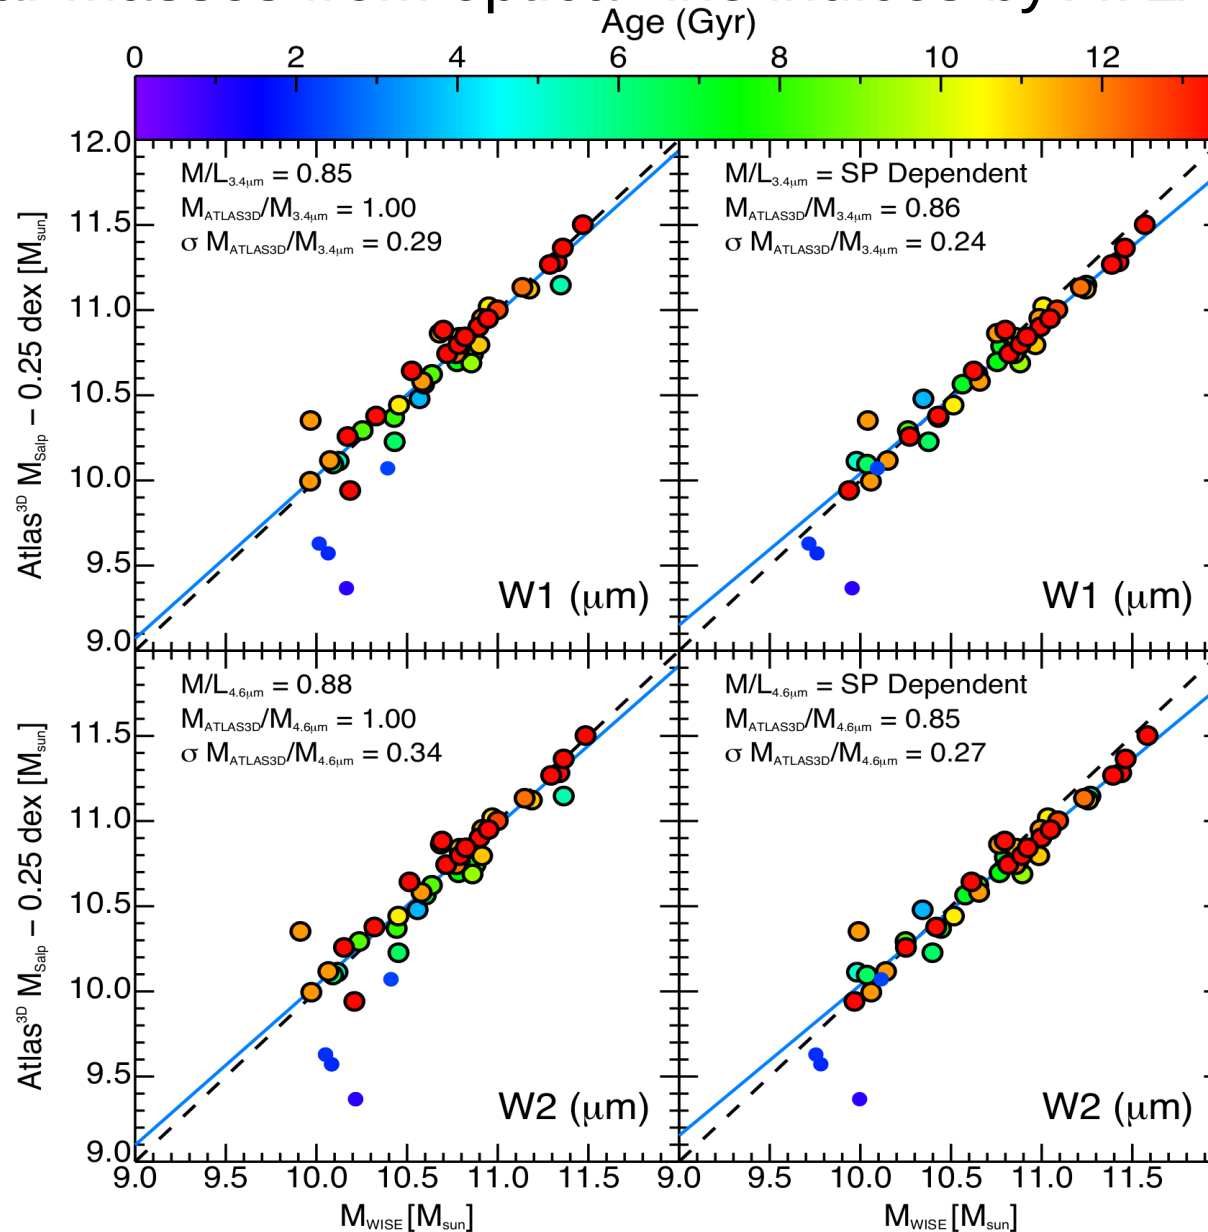 Age (Gyr)
0 2 4 6 8 10 12
M/L3.4μm = 0.85
MATLAS3D/M3.4μm = 1.00
σ MATLAS3D/M3.4μm = 0.29
W1 (μm)
M/L3.4μm = SP Dependent
MATLAS3D/M3.4μm = 0.86
σ MATLAS3D/M3.4μm = 0.24
W1 (μm)
12.0
11.5
11.0
10.5
10.0
9.5
9.0
Atlas3D MSalp − 0.25 dex [Msun]
M/L4.6μm = 0.88
MATLAS3D/M4.6μm = 1.00
σ MATLAS3D/M4.6μm = 0.34
W2 (μm)
M/L4.6μm = SP Dependent
MATLAS3D/M4.6μm = 0.85
σ MATLAS3D/M4.6μm = 0.27
W2 (μm)
11.5
11.0
10.5
10.0
9.5
9.0
Atlas3D MSalp − 0.25 dex [Msun]
9.0 9.5 10.0 10.5 11.0 11.5 9.0 9.5 10.0 10.5 11.0 11.5
MWISE [Msun] MWISE [Msun]